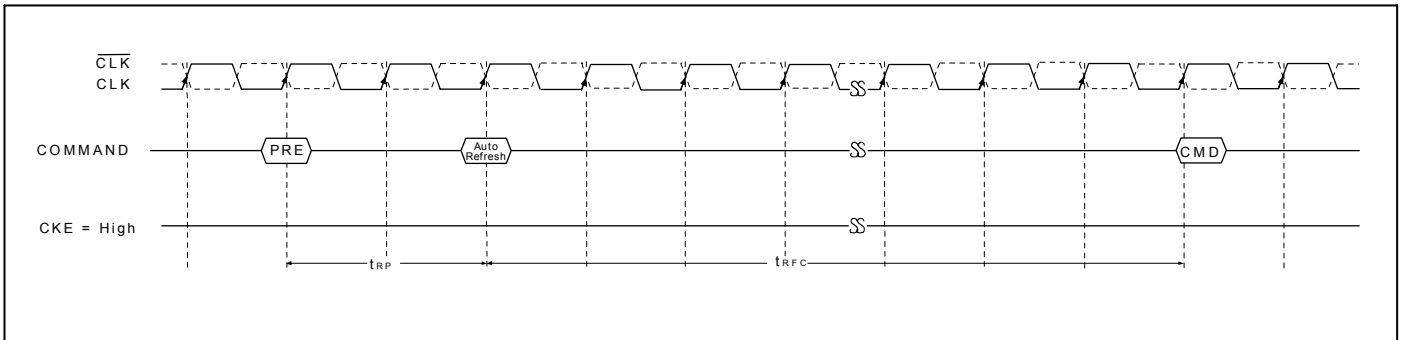 CLK
CLK
COMMAND
PRE
Auto
Refresh
CMD
CKE = High
tRP
tRFC